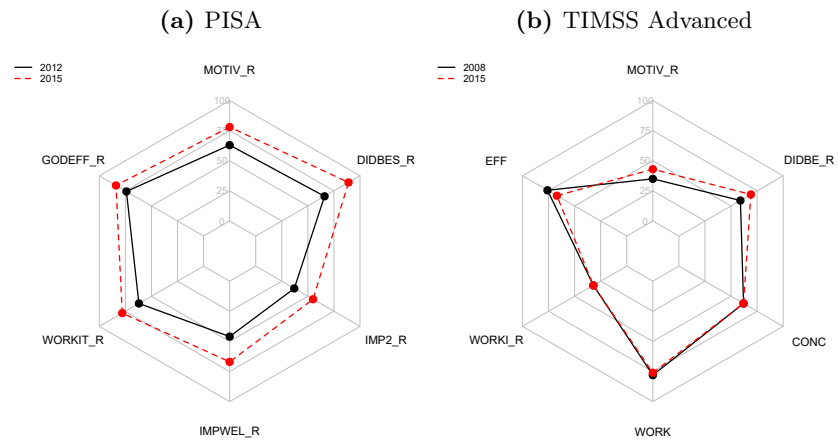 (a) PISA
2012
2015
MOTIV_R
100
75
50
25
0
GODEFF_R
DIDBES_R
WORKIT_R
IMP2_R
IMPWEL_R
(b) TIMSS Advanced
2008
2015
MOTIV_R
100
75
50
25
0
EFF
DIDBE_R
WORKI_R
CONC
WORK